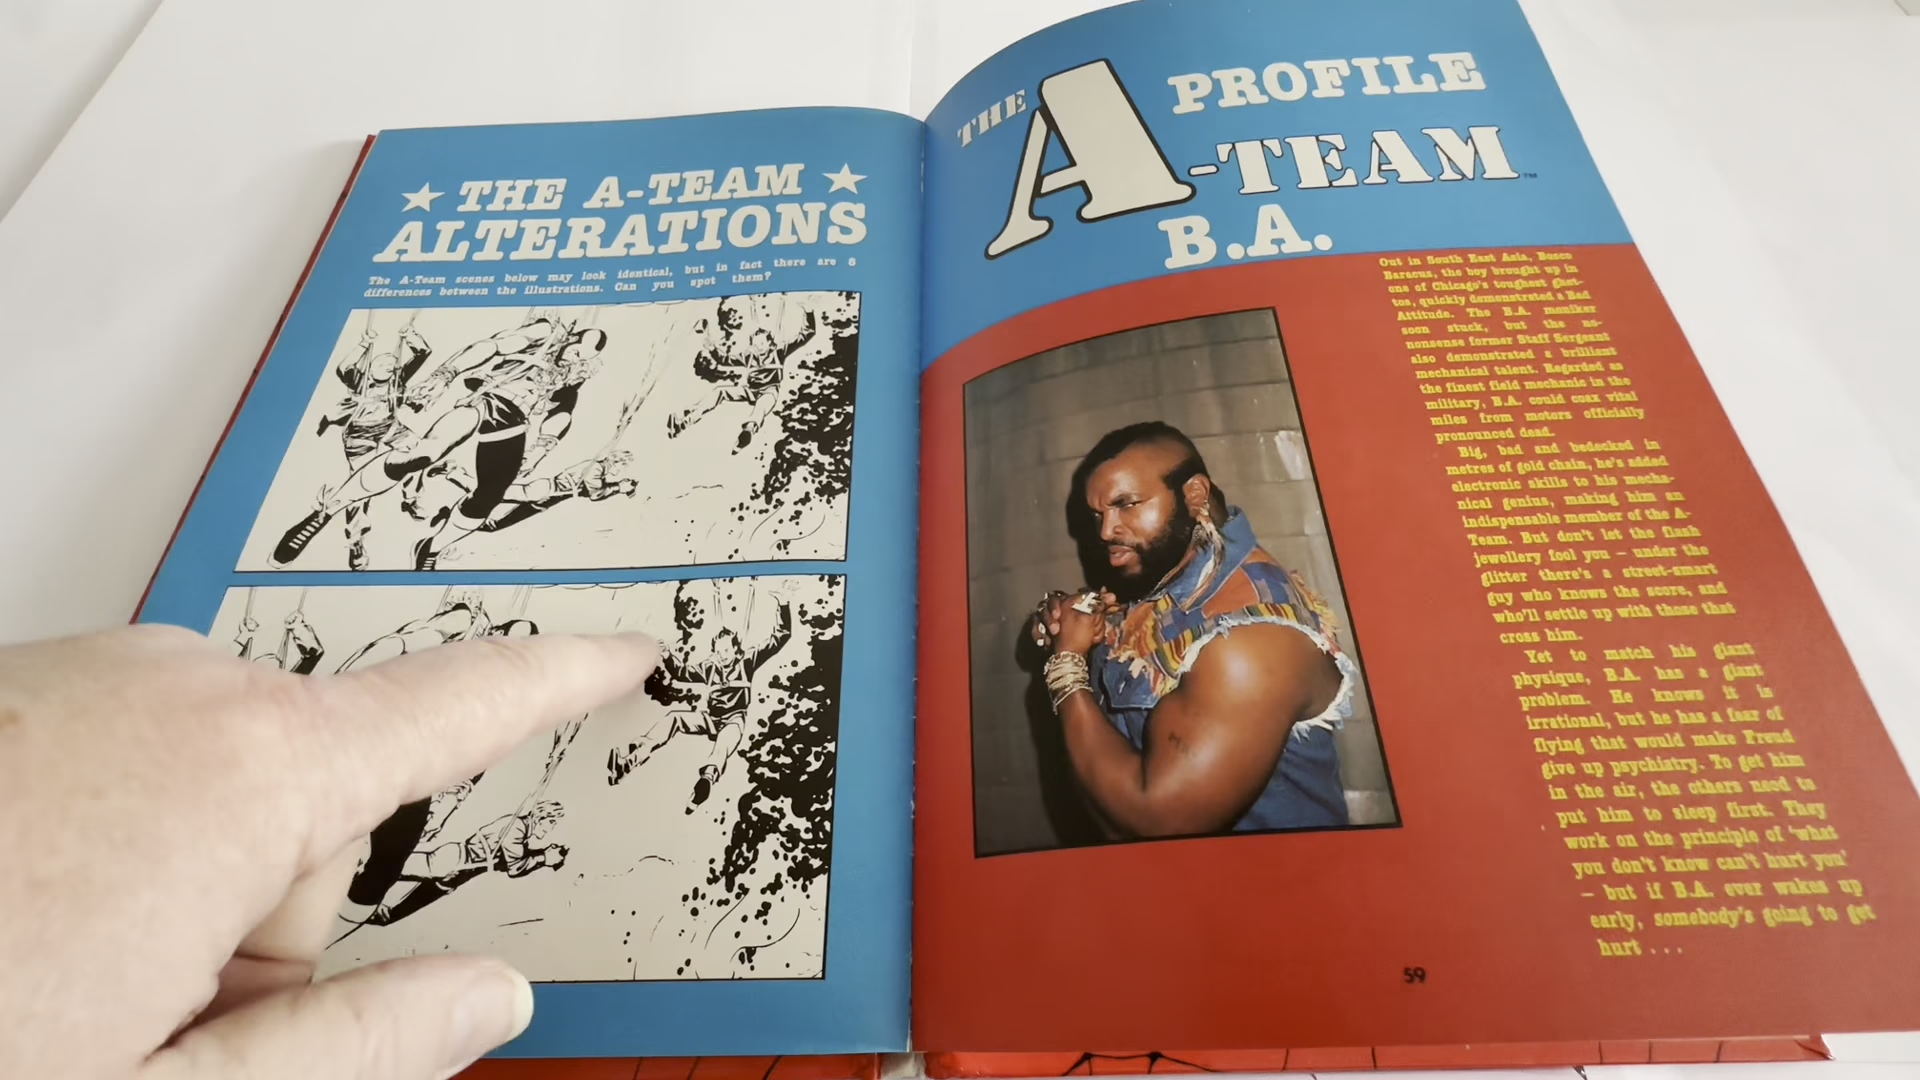 THE A-TEAM
ALTERATIONS
The A-Team scenes below may look identical, but in fact there are 6
differences between the illustrations. Can you spot them?
THE A-TEAM PROFILE
B.A.
Out in South East Asia, Bosco
Baracus, the boy brought up in
one of Chicago's toughest ghet-
tos, quickly demonstrated a Bad
Attitude. The B.A. moniker
soon stuck, but the no-
nonsense former Staff Sergeant
also demonstrated a brilliant
mechanical talent. Regarded as
the finest field mechanic in the
military, B.A. could coax vital
miles from motors officially
pronounced dead.
Big, bad and bedecked in
metres of gold chain, he's added
electronic skills to his mecha-
nical genius, making him an
indispensable member of the A-
Team. But don't let the flash
jewellery fool you – under the
glitter there's a street-smart
guy who knows the score, and
who'll settle up with those that
cross him.
Yet to match his giant
physique, B.A. has a giant
problem. He knows it is
irrational, but he has a fear of
flying that would make Freud
give up psychiatry. To get him
in the air, the others need to
put him to sleep first. They
work on the principle of 'what
you don't know can't hurt you'
– but if B.A. ever wakes up
early, somebody's going to get
hurt . . .
59